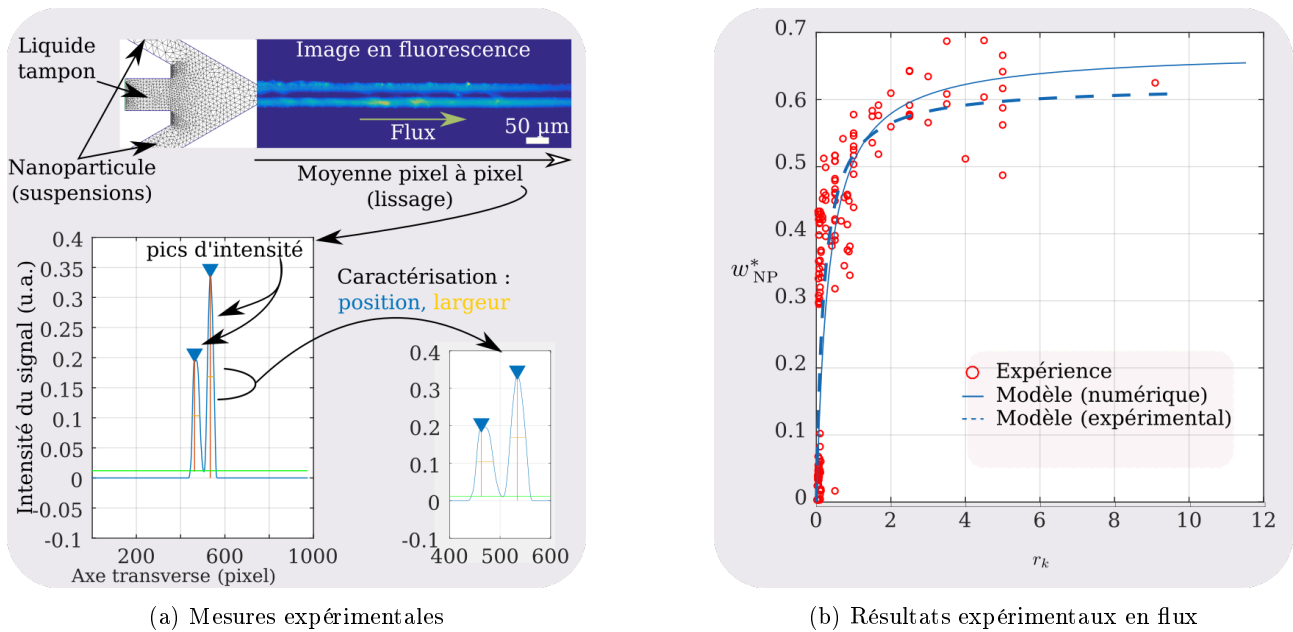 Liquide
tampon
Image en fluorescence
Flux
50 µm
Nanoparticule
(suspensions)
Moyenne pixel à pixel
(lissage)
0.4
0.35
0.3
0.25
0.2
0.15
0.1
0.05
0
-0.05
-0.1
Intensité du signal (u.a.)
pics d'intensité
200
600
1000
Axe transverse (pixel)
Caractérisation :
position, largeur
0.4
0.3
0.2
0.1
0
-0.1
400
500
600
(a) Mesures expérimentales
0.7
0.6
0.5
0.4
0.3
0.2
0.1
0
w*NP
Expérience
Modèle (numérique)
Modèle (expérimental)
0 2 4 6 8 10 12
rk
(b) Résultats expérimentaux en flux